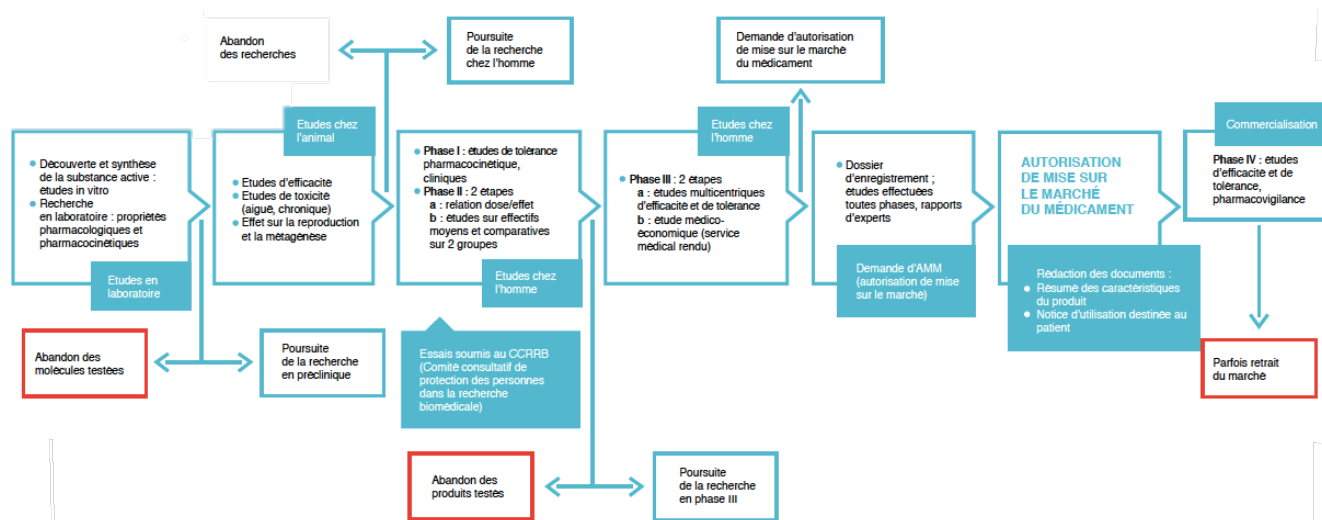 Abandon
des recherches
Poursuite
de la recherche
chez l'homme
Demande d'autorisation
de mise sur le marché
du médicament
Etudes chez
l'animal
Etudes chez
l'homme
Commercialisation
Découverte et synthèse
de la substance active :
études in vitro
Recherche
en laboratoire : propriétés
pharmacologiques et
pharmacocinétiques
Etudes en
laboratoire
Etudes d'efficacité
Etudes de toxicité
(aiguë, chronique)
Effet sur la reproduction
et la métagénèse
Phase I : études de tolérance
pharmacocinétique,
cliniques
Phase II : 2 étapes
a : relation dose/effet
b : études sur effectifs
moyens et comparatives
sur 2 groupes
Etudes chez
l'homme
Phase III : 2 étapes
a : études multicentriques
d'efficacité et de tolérance
b : étude médico-
économique (service
médical rendu)
Dossier
d'enregistrement ;
études effectuées
toutes phases, rapports
d'experts
Demande d'AMM
(autorisation de mise
sur le marché)
AUTORISATION
DE MISE SUR
LE MARCHÉ
DU MÉDICAMENT
Rédaction des documents :
Résumé des caractéristiques
du produit
Notice d'utilisation destinée au
patient
Phase IV : études
d'efficacité et de
tolérance,
pharmacovigilance
Abandon des
molécules testées
Poursuite
de la recherche
en préclinique
Essais soumis au CCRRB
(Comité consultatif de
protection des personnes
dans la recherche
biomédicale)
Parfois retrait
du marché
Abandon des
produits testés
Poursuite
de la recherche
en phase III